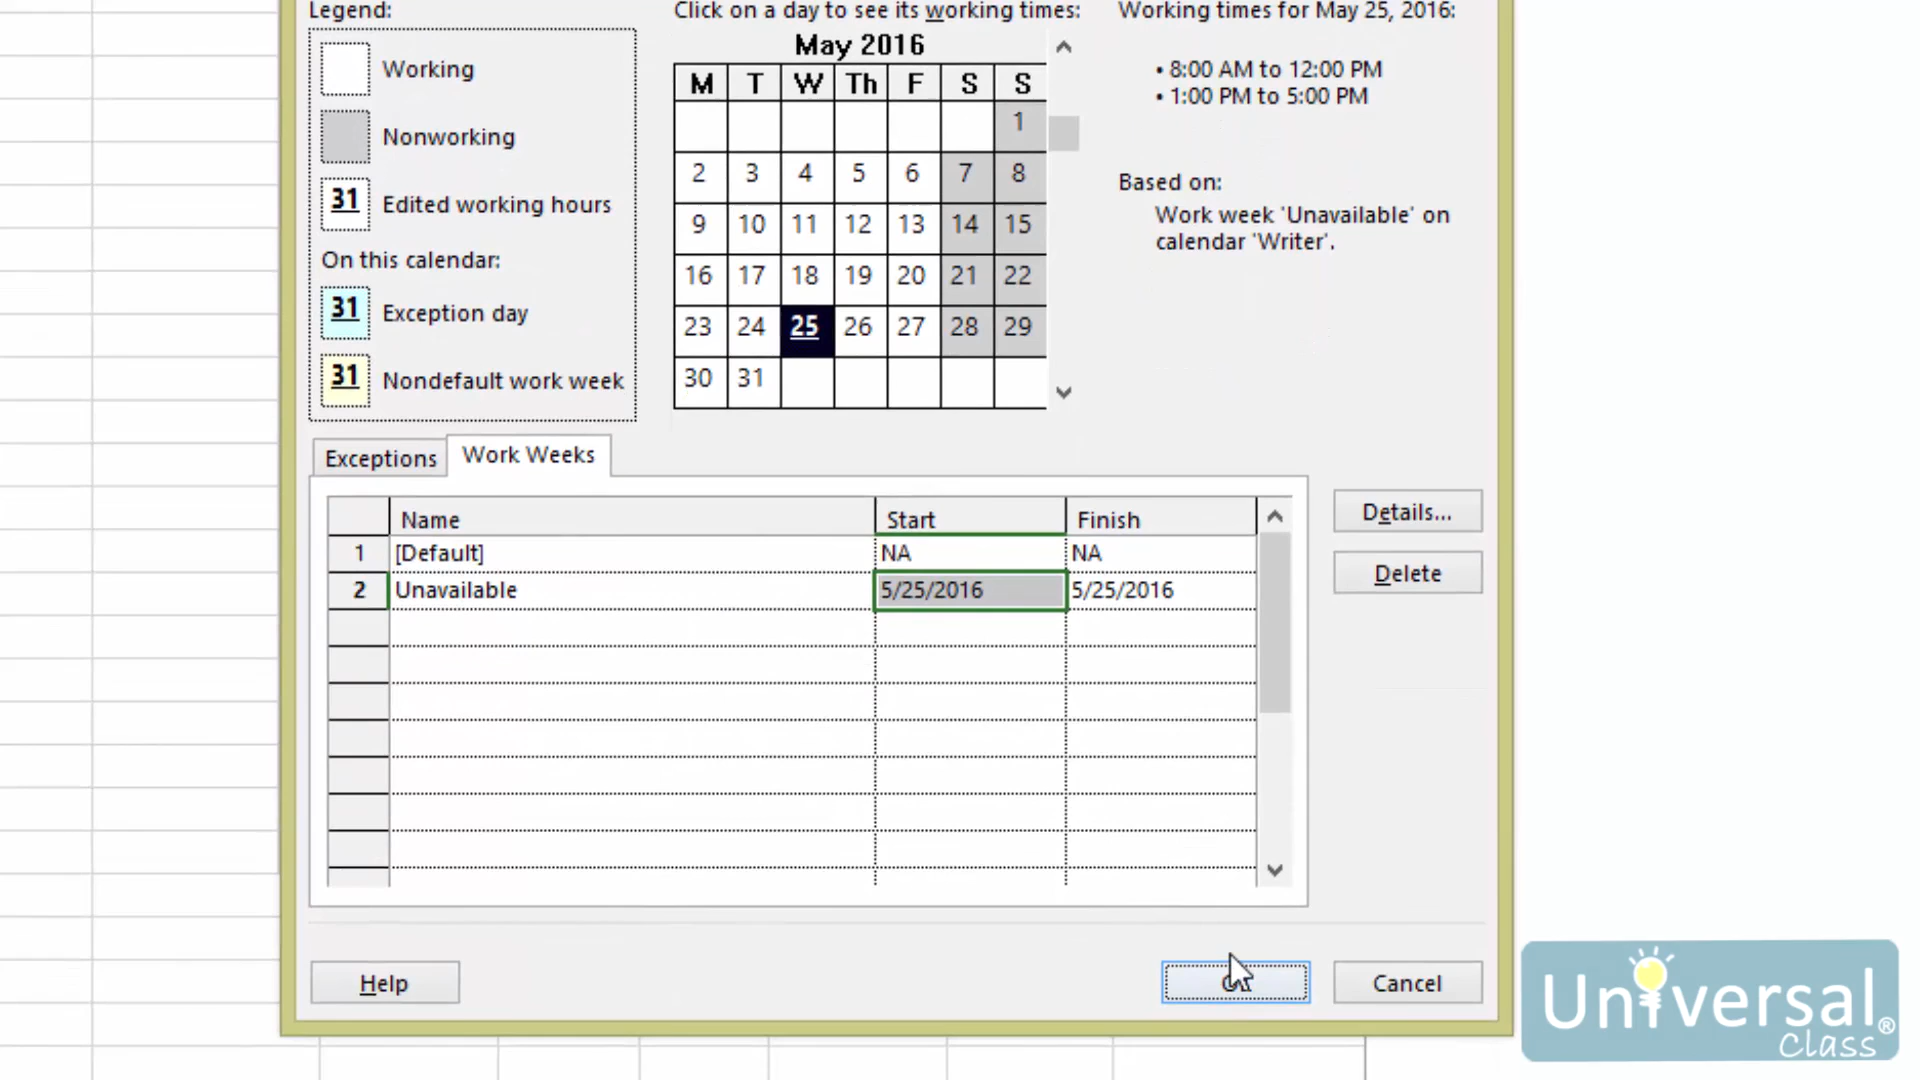 Legend:
Click on a day to see its working times:
Working times for May 25, 2016:
Working
Nonworking
31 Edited working hours
On this calendar:
31 Exception day
31 Nondefault work week
May 2016
M T W Th F S S
1
2 3 4 5 6 7 8
9 10 11 12 13 14 15
16 17 18 19 20 21 22
23 24 25 26 27 28 29
30 31
• 8:00 AM to 12:00 PM
• 1:00 PM to 5:00 PM
Based on:
Work week 'Unavailable' on
calendar 'Writer'.
Exceptions Work Weeks
Name Start Finish
1 [Default] NA NA
2 Unavailable 5/25/2016 5/25/2016
Details...
Delete
Help
Cancel
Universal®
Class